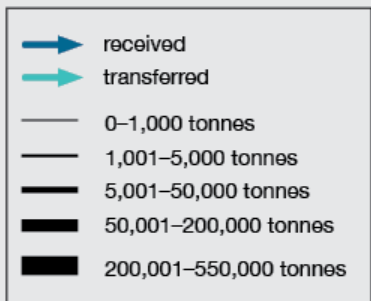 received
transferred
0–1,000 tonnes
1,001–5,000 tonnes
5,001–50,000 tonnes
50,001–200,000 tonnes
200,001–550,000 tonnes